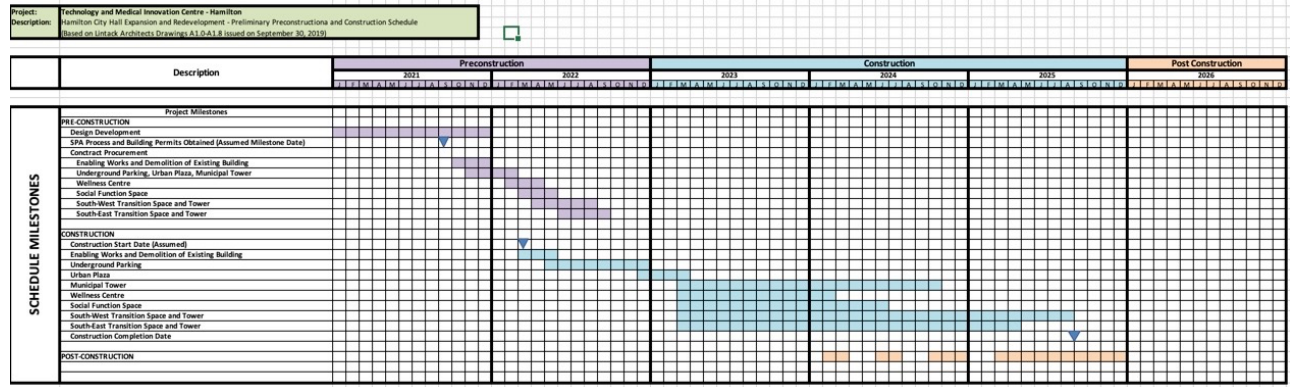 Project: Technology and Medical Innovation Centre - Hamilton
Description: Hamilton City Hall Expansion and Redevelopment - Preliminary Preconstructiona and Construction Schedule
(Based on Lintack Architects Drawings A1.0-A1.8 issued on September 30, 2019)
Description Preconstruction Construction Post Construction
2021 2022 2023 2024 2025 2026
J F M A M J J A S O N D J F M A M J J A S O N D J F M A M J J A S O N D J F M A M J J A S O N D J F M A M J J A S O N D J F M A M J J A S O N D
SCHEDULE MILESTONES
Project Milestones
PRE-CONSTRUCTION
Design Development
SPA Process and Building Permits Obtained (Assumed Milestone Date)
Conctract Procurement
Enabling Works and Demolition of Existing Building
Underground Parking, Urban Plaza, Municipal Tower
Wellness Centre
Social Function Space
South-West Transition Space and Tower
South-East Transition Space and Tower
CONSTRUCTION
Construction Start Date (Assumed)
Enabling Works and Demolition of Existing Building
Underground Parking
Urban Plaza
Municipal Tower
Wellness Centre
Social Function Space
South-West Transition Space and Tower
South-East Transition Space and Tower
Construction Completion Date
POST-CONSTRUCTION